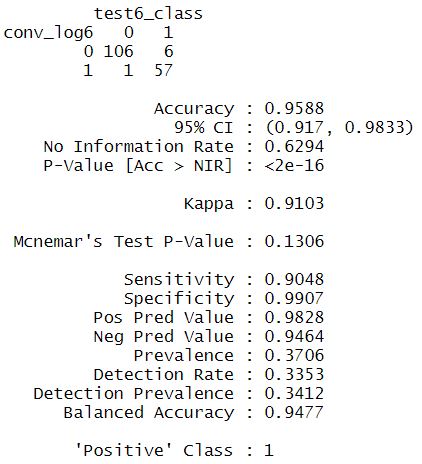 test6_class
conv_log6 0 1
0 106 6
1 1 57
Accuracy : 0.9588
95% CI : (0.917, 0.9833)
No Information Rate : 0.6294
P-Value [Acc > NIR] : <2e-16
Kappa : 0.9103
Mcnemar's Test P-Value : 0.1306
Sensitivity : 0.9048
Specificity : 0.9907
Pos Pred Value : 0.9828
Neg Pred Value : 0.9464
Prevalence : 0.3706
Detection Rate : 0.3353
Detection Prevalence : 0.3412
Balanced Accuracy : 0.9477
'Positive' Class : 1